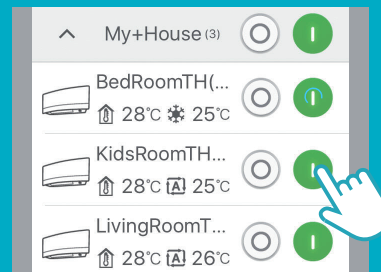 My+House (3)
BedRoomTH(...
28°C 25°C
KidsRoomTH...
28°C A 25°C
LivingRoomT...
28°C A 26°C